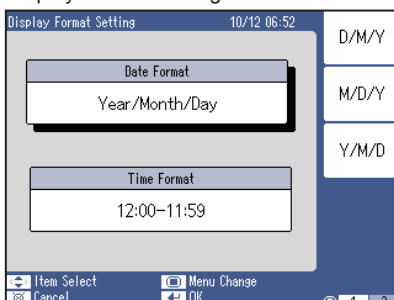 Display Format Setting 10/12 06:52
D/M/Y
Date Format
Year/Month/Day
M/D/Y
Y/M/D
Time Format
12:00-11:59
Item Select Menu Change
Cancel OK 1